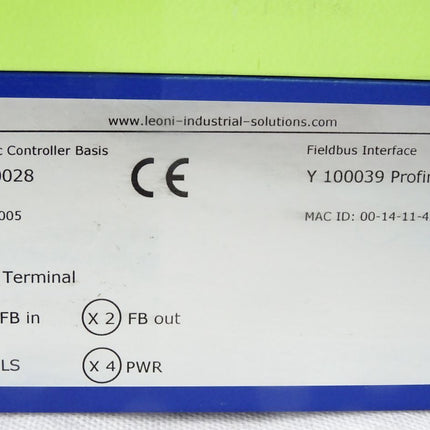 www.leoni-industrial-solutions.com
c Controller Basis
Fieldbus Interface
0028
CE
Y 100039 Profin
005
MAC ID: 00-14-11-4
Terminal
FB in
X 2
FB out
LS
X 4
PWR